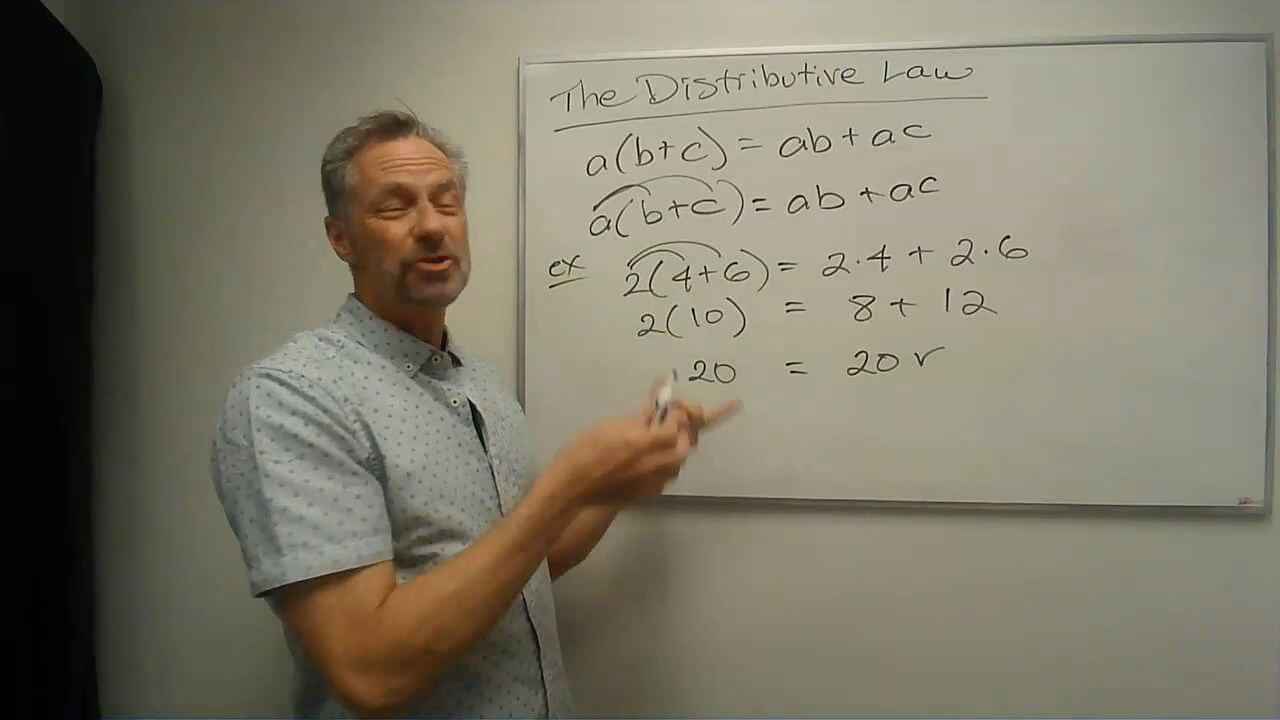 The Distributive Law
a(b+c) = ab + ac
a(b+c) = ab + ac
ex 2(4+6) = 2·4 + 2·6
2(10) = 8 + 12
20 = 20 ✓